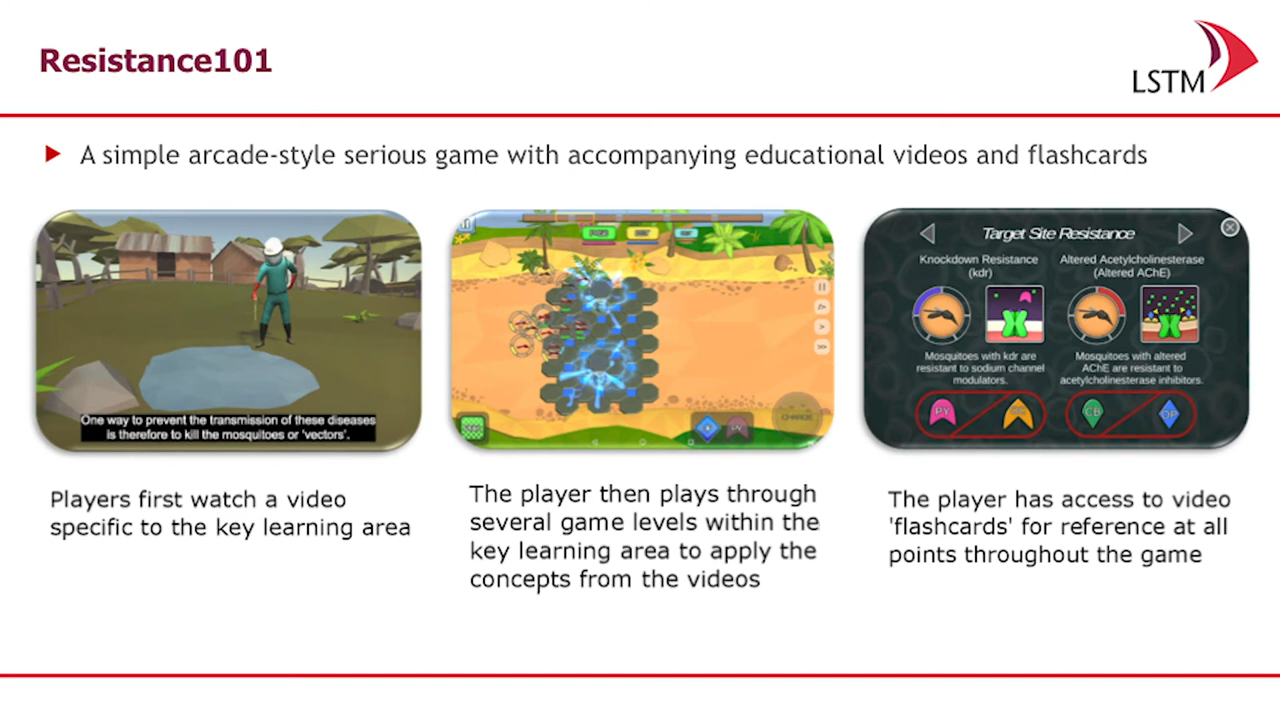 Resistance101
LSTM
A simple arcade-style serious game with accompanying educational videos and flashcards
One way to prevent the transmission of these diseases
is therefore to kill the mosquitoes or 'vectors'.
Players first watch a video
specific to the key learning area
CHARGE
The player then plays through
several game levels within the
key learning area to apply the
concepts from the videos
Target Site Resistance
Knockdown Resistance
(kdr)
Altered Acetylcholinesterase
(Altered AChE)
Mosquitoes with kdr are
resistant to sodium channel
modulators.
Mosquitoes with altered
AChE are resistant to
acetylcholinesterase inhibitors.
PY
CB
OP
The player has access to video
'flashcards' for reference at all
points throughout the game